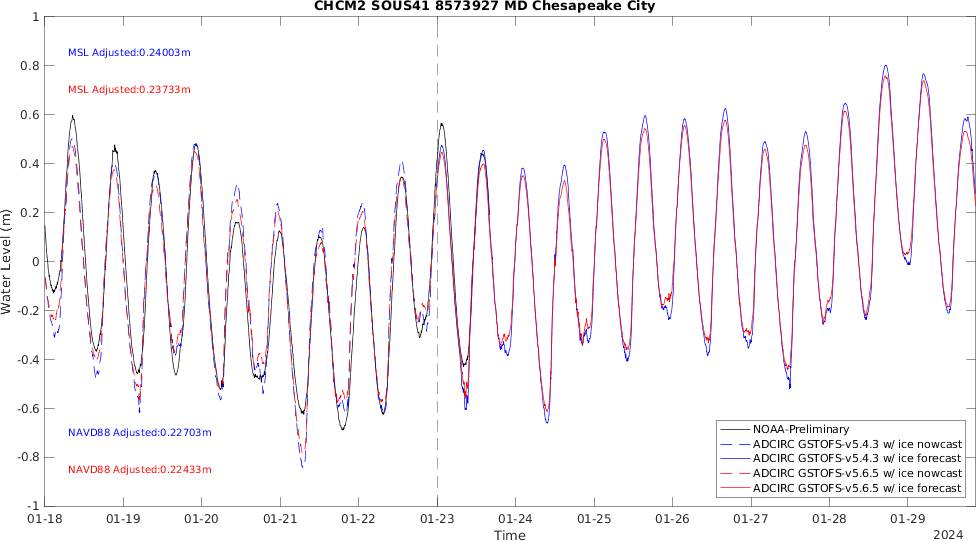 CHCM2 SOUS41 8573927 MD Chesapeake City
1
0.8
0.6
0.4
0.2
0
-0.2
-0.4
-0.6
-0.8
-1
Water Level (m)
MSL Adjusted:0.24003m
MSL Adjusted:0.23733m
NAVD88 Adjusted:0.22703m
NAVD88 Adjusted:0.22433m
NOAA-Preliminary
ADCIRC GSTOFS-v5.4.3 w/ ice nowcast
ADCIRC GSTOFS-v5.4.3 w/ ice forecast
ADCIRC GSTOFS-v5.6.5 w/ ice nowcast
ADCIRC GSTOFS-v5.6.5 w/ ice forecast
01-18 01-19 01-20 01-21 01-22 01-23 01-24 01-25 01-26 01-27 01-28 01-29
Time
2024